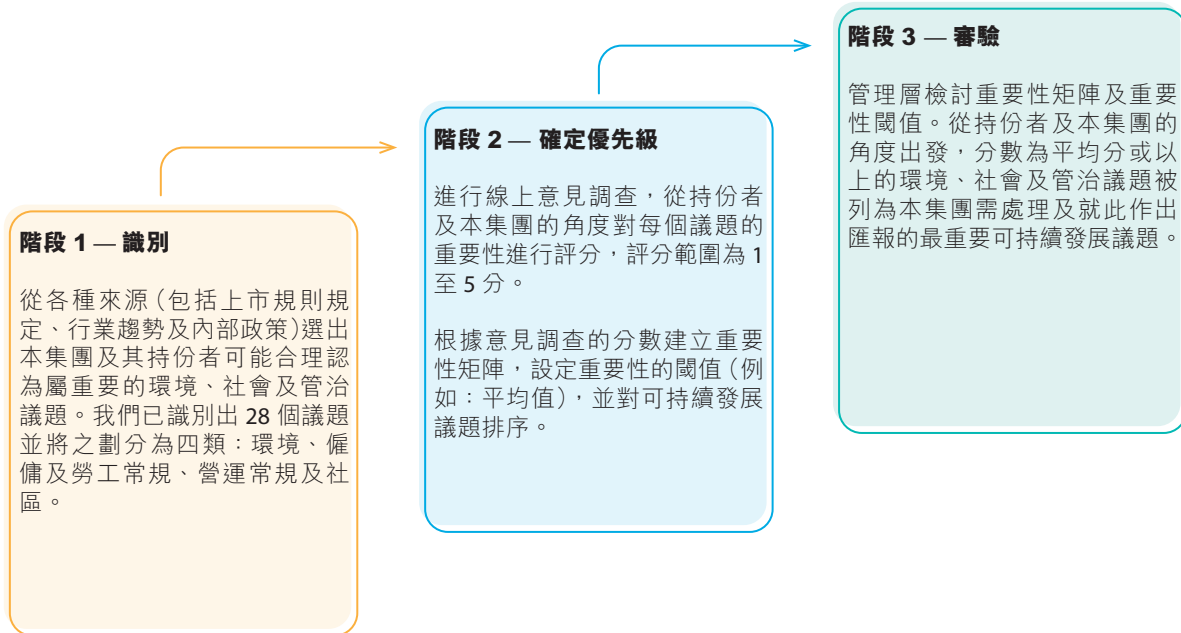 階段 1 — 識別
從各種來源（包括上市規則規
定、行業趨勢及內部政策）選出
本集團及其持份者可能合理認
為屬重要的環境、社會及管治
議題。我們已識別出 28 個議題
並將之劃分為四類：環境、僱
傭及勞工常規、營運常規及社
區。
階段 2 — 確定優先級
進行線上意見調查，從持份者
及本集團的角度對每個議題的
重要性進行評分，評分範圍為 1
至 5 分。
根據意見調查的分數建立重要
性矩陣，設定重要性的閾值（例
如：平均值），並對可持續發展
議題排序。
階段 3 — 審驗
管理層檢討重要性矩陣及重要
性閾值。從持份者及本集團的
角度出發，分數為平均分或以
上的環境、社會及管治議題被
列為本集團需處理及就此作出
匯報的最重要可持續發展議題。